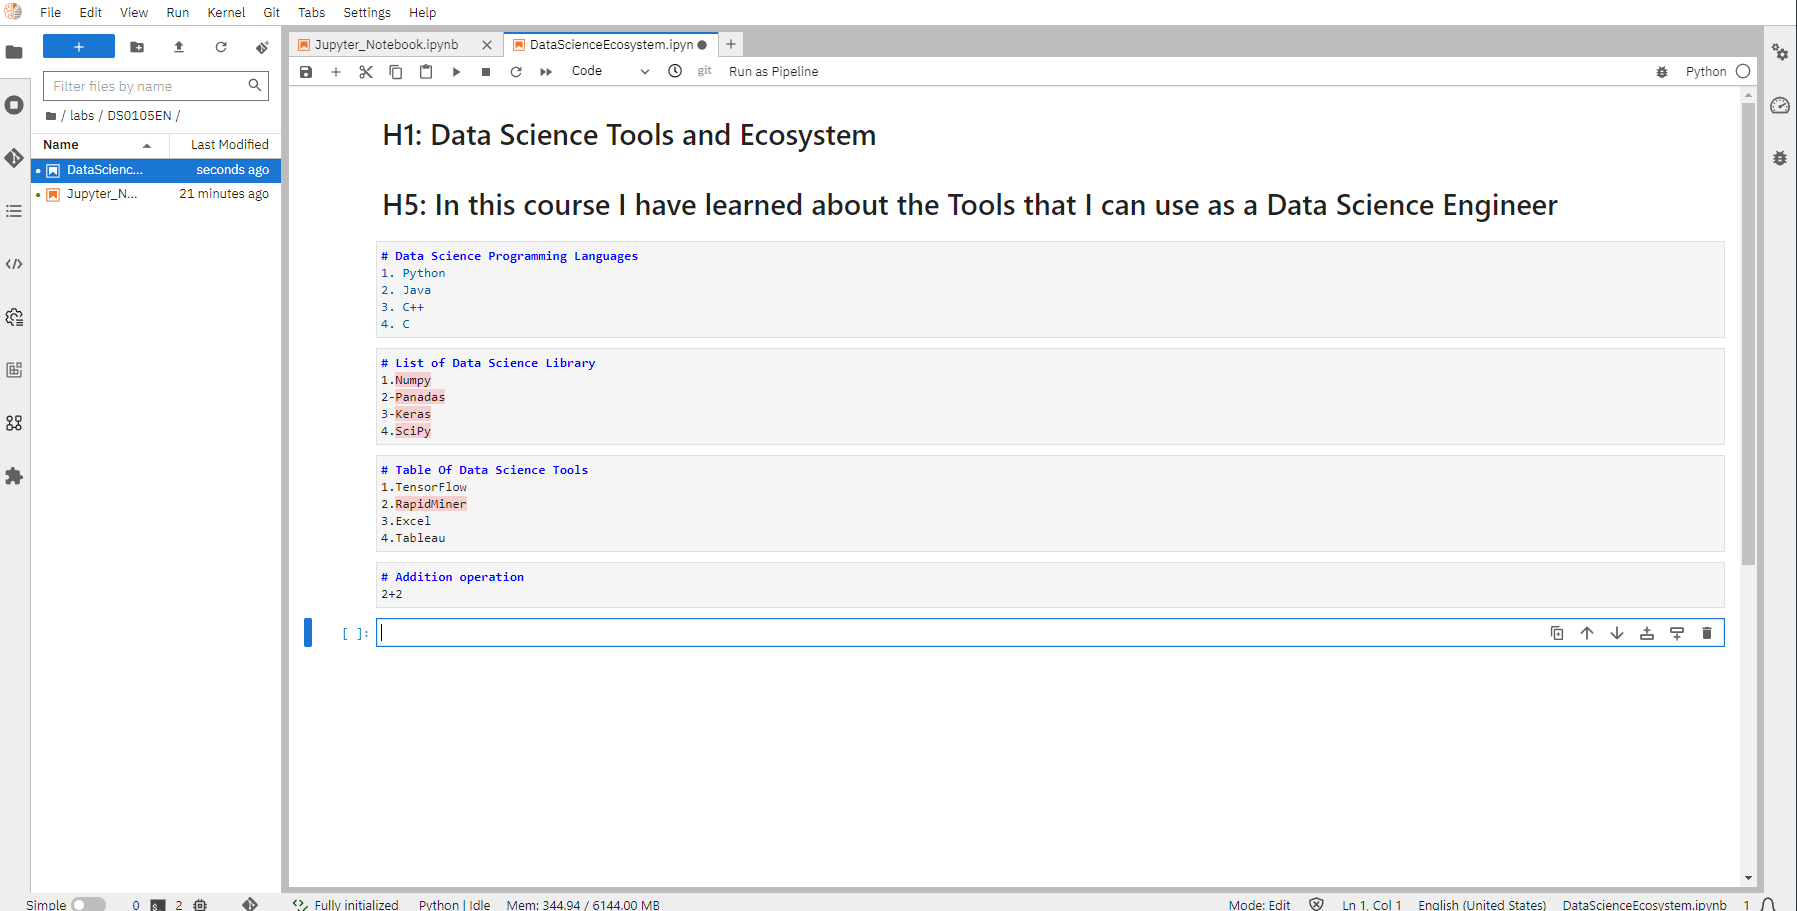 File Edit View Run Kernel Git Tabs Settings Help
+
Filter files by name
/ labs / DS0105EN /
Name Last Modified
DataScienc... seconds ago
Jupyter_N... 21 minutes ago
Jupyter_Notebook.ipynb
DataScienceEcosystem.ipyn
Code git Run as Pipeline Python
H1: Data Science Tools and Ecosystem
H5: In this course I have learned about the Tools that I can use as a Data Science Engineer
# Data Science Programming Languages
1. Python
2. Java
3. C++
4. C
# List of Data Science Library
1.Numpy
2-Panadas
3-Keras
4.SciPy
# Table Of Data Science Tools
1.TensorFlow
2.RapidMiner
3.Excel
4.Tableau
# Addition operation
2+2
[ ]:
Simple 0 2 Fully initialized Python | Idle Mem: 344.94 / 6144.00 MB Mode: Edit Ln 1, Col 1 English (United States) DataScienceEcosystem.ipynb 1